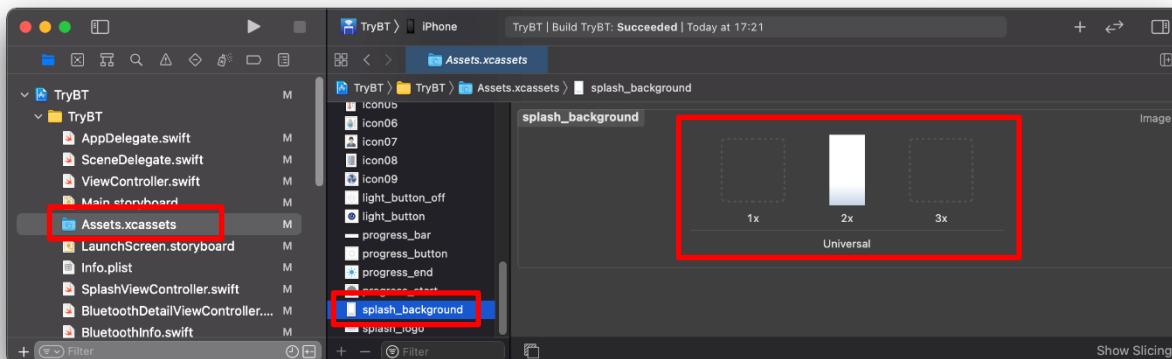 TryBT 〉 iPhone
TryBT | Build TryBT: Succeeded | Today at 17:21
Assets.xcassets
TryBT 〉 TryBT 〉 Assets.xcassets 〉 splash_background
TryBT M
TryBT
AppDelegate.swift M
SceneDelegate.swift M
ViewController.swift M
Main.storyboard M
Assets.xcassets M
LaunchScreen.storyboard M
Info.plist M
SplashViewController.swift M
BluetoothDetailViewController.... M
BluetoothInfo.swift M
Filter
icon05
icon06
icon07
icon08
icon09
light_button_off
light_button
progress_bar
progress_button
progress_end
progress_start
splash_background
splash_logo
Filter
splash_background
Image
1x 2x 3x
Universal
Show Slicing